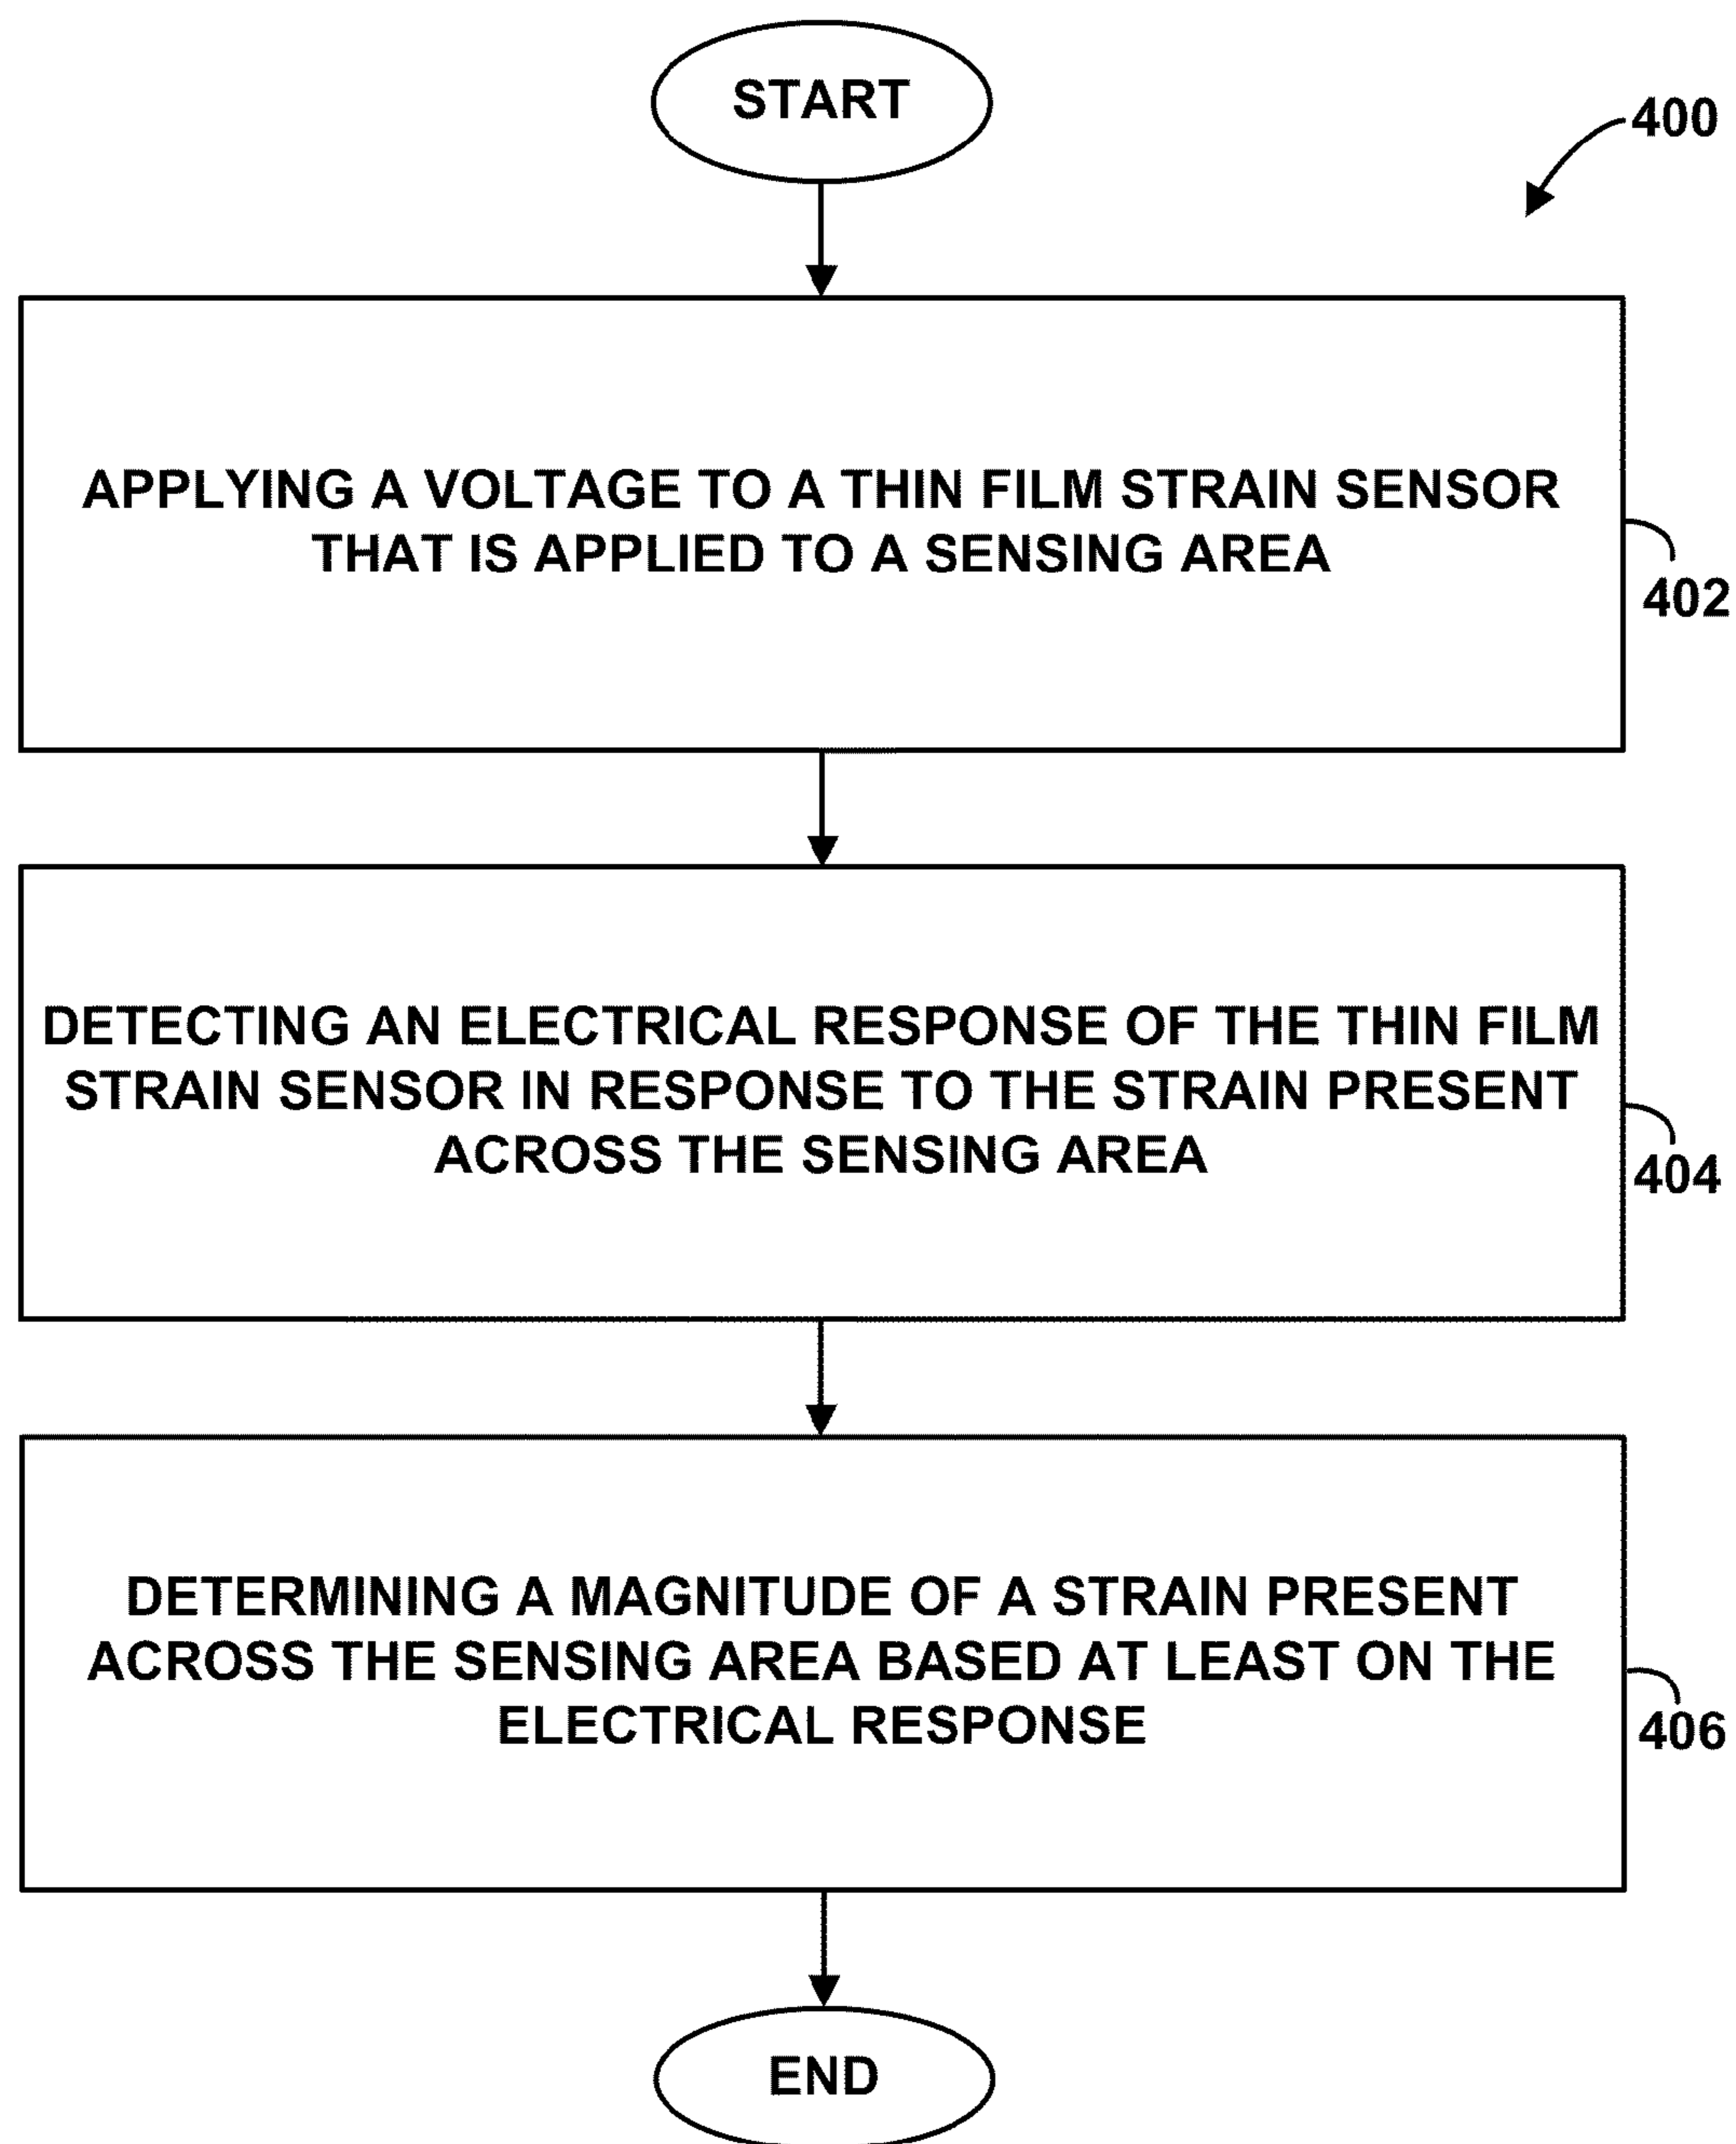 START
400
APPLYING A VOLTAGE TO A THIN FILM STRAIN SENSOR
THAT IS APPLIED TO A SENSING AREA
402
DETECTING AN ELECTRICAL RESPONSE OF THE THIN FILM
STRAIN SENSOR IN RESPONSE TO THE STRAIN PRESENT
ACROSS THE SENSING AREA
404
DETERMINING A MAGNITUDE OF A STRAIN PRESENT
ACROSS THE SENSING AREA BASED AT LEAST ON THE
ELECTRICAL RESPONSE
406
END